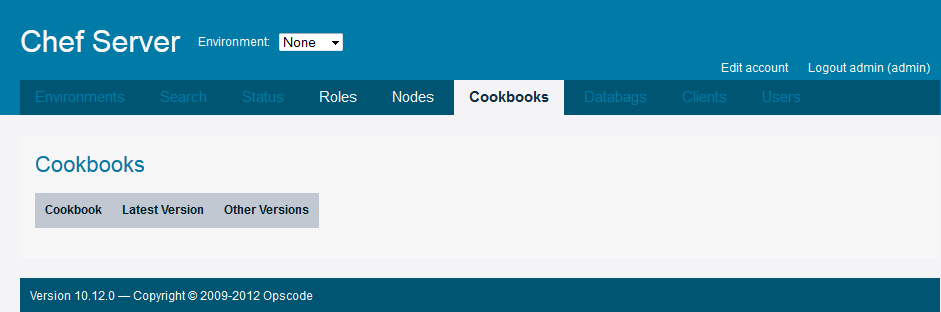 Chef Server Environment: None
Edit account Logout admin (admin)
Environments Search Status Roles Nodes Cookbooks Databags Clients Users
Cookbooks
Cookbook Latest Version Other Versions
Version 10.12.0 — Copyright © 2009-2012 Opscode